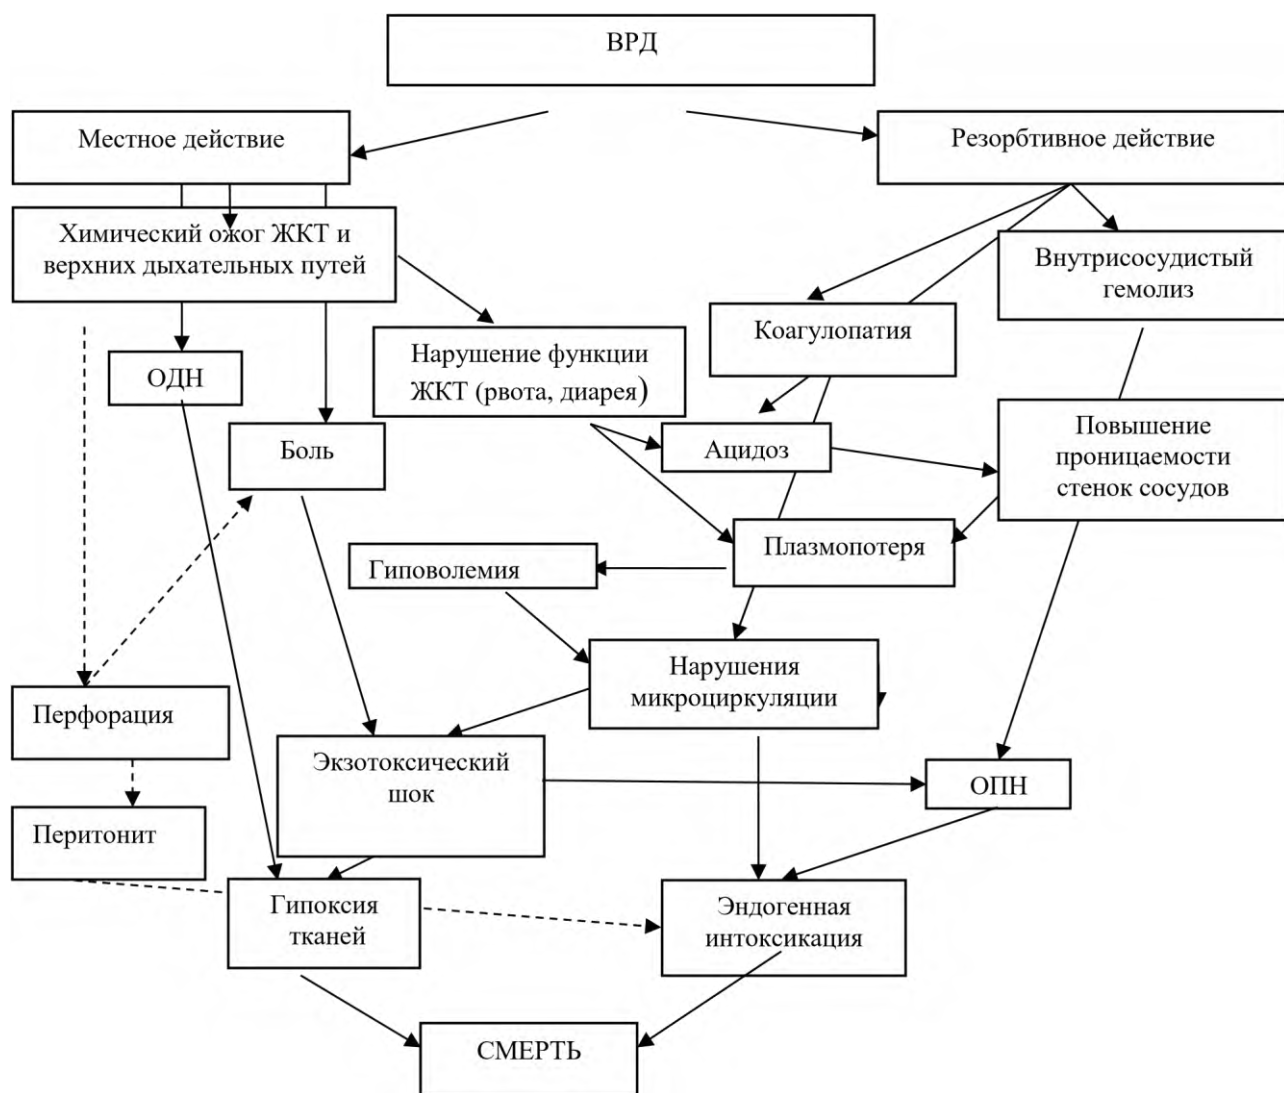 ВРД
Местное действие
Резорбтивное действие
Химический ожог ЖКТ и
верхних дыхательных путей
Внутрисосудистый
гемолиз
Коагулопатия
Нарушение функции
ЖКТ (рвота, диарея)
ОДН
Боль
Ацидоз
Повышение
проницаемости
стенок сосудов
Плазмопотеря
Гиповолемия
Нарушения
микроциркуляции
Перфорация
Экзотоксический
шок
ОПН
Перитонит
Гипоксия
тканей
Эндогенная
интоксикация
СМЕРТЬ